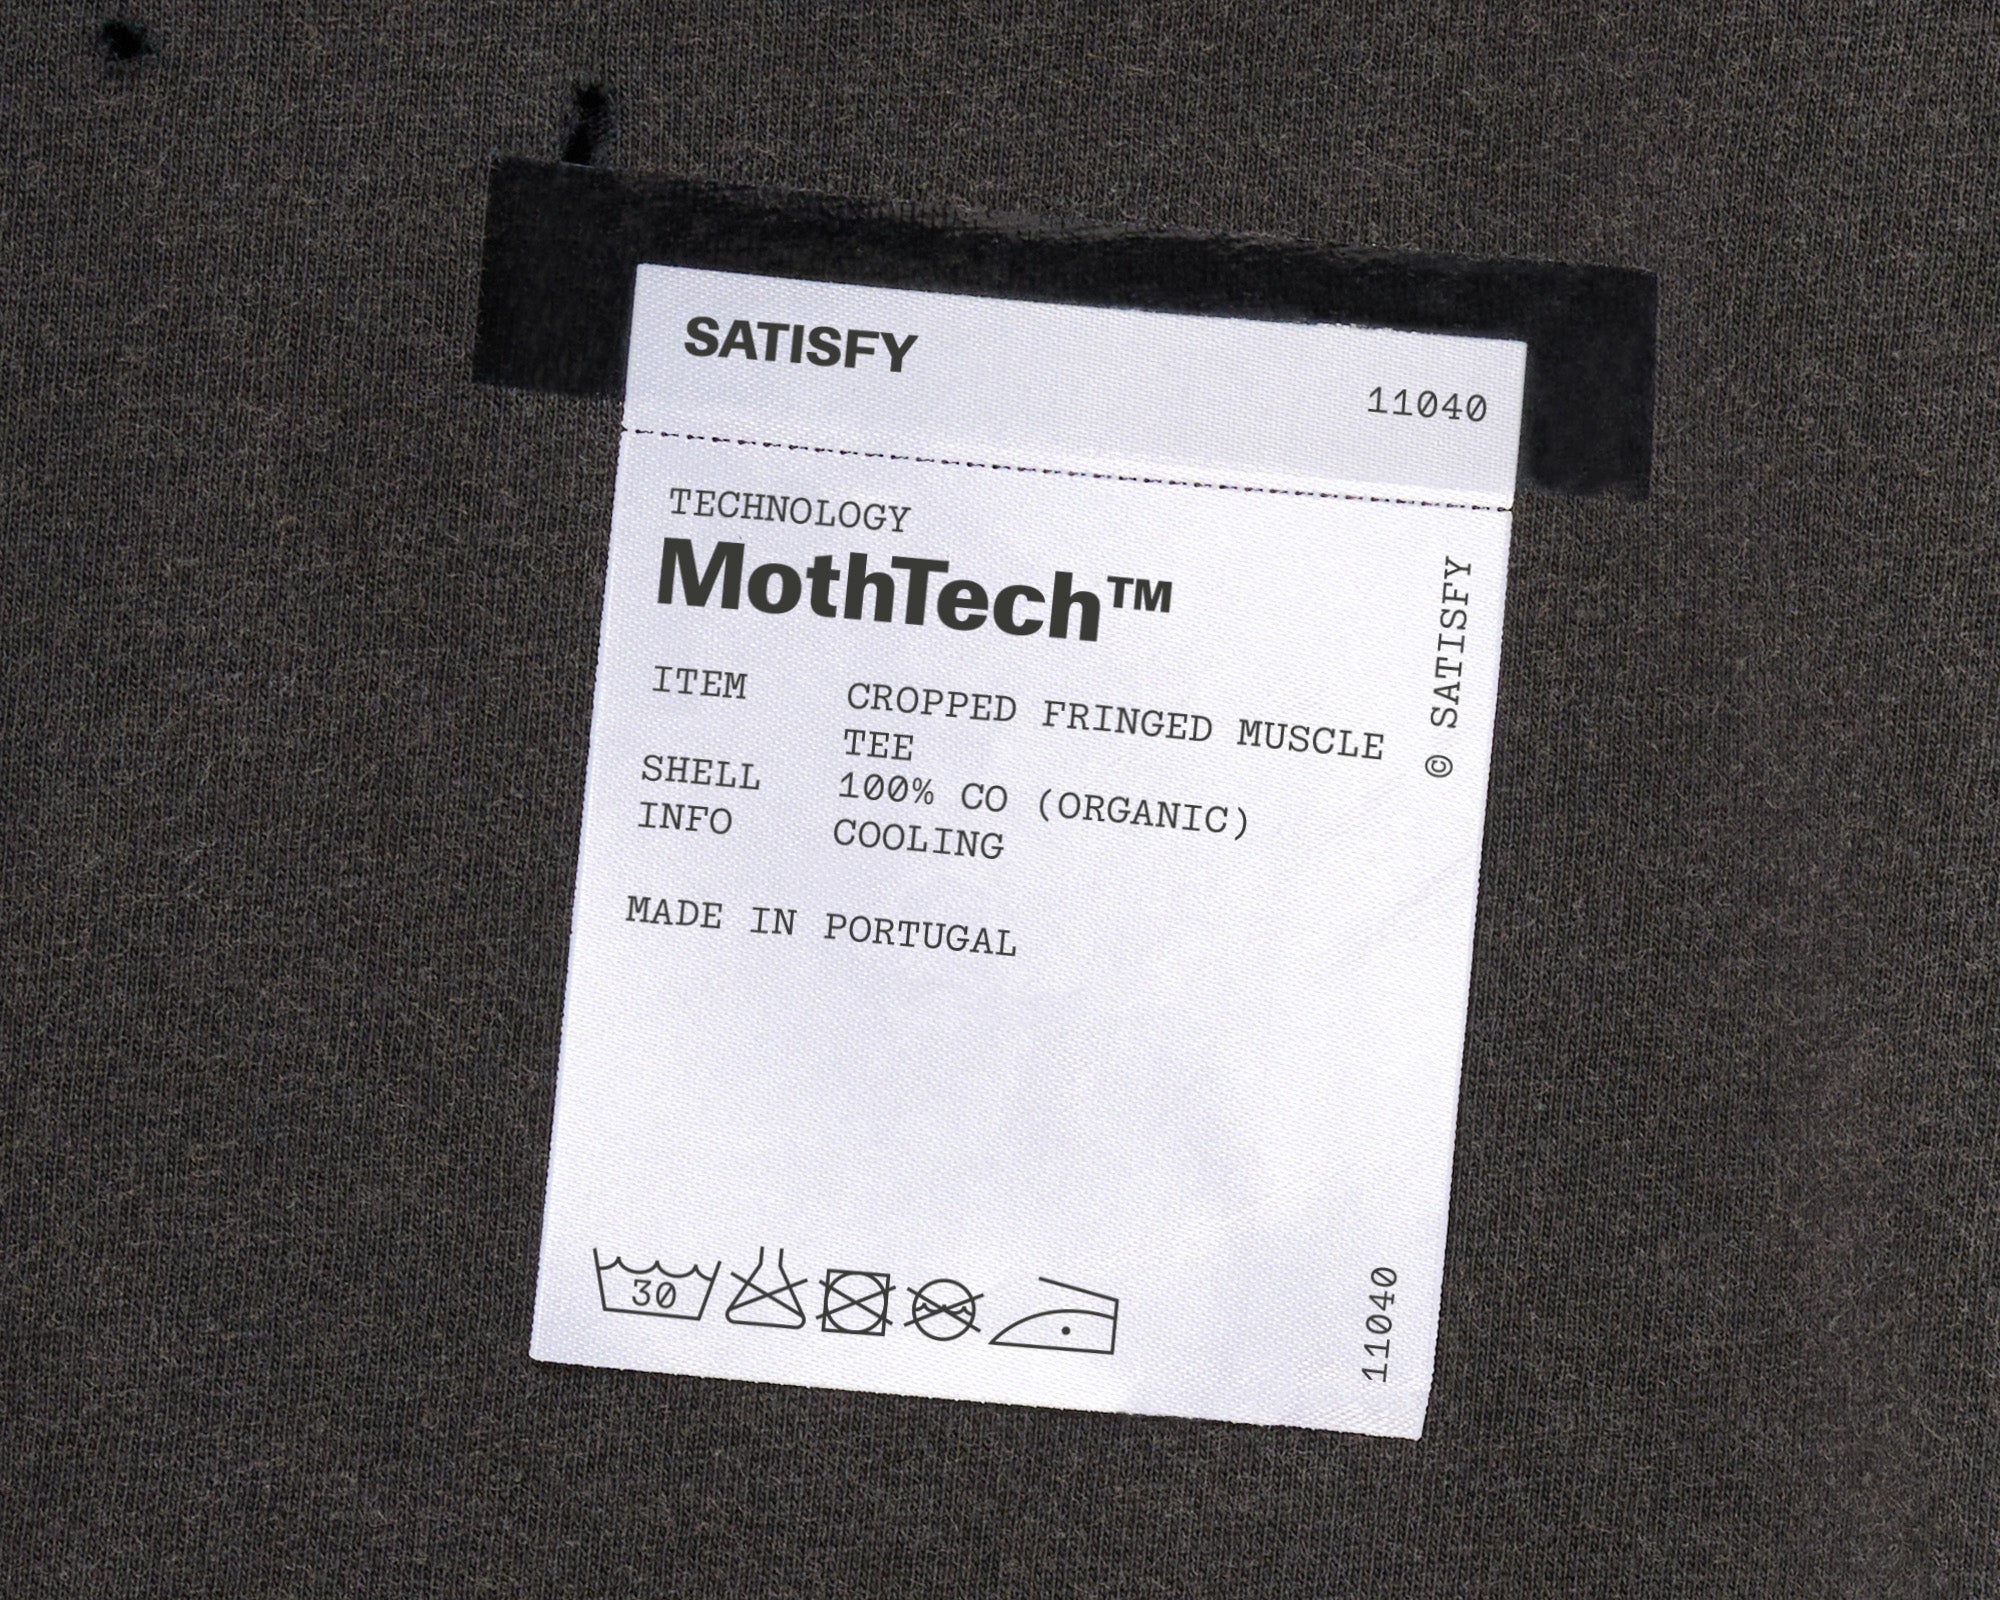 SATISFY
11040
TECHNOLOGY
MothTech™
ITEM CROPPED FRINGED MUSCLE
TEE
SHELL 100% CO (ORGANIC)
INFO COOLING
MADE IN PORTUGAL
© SATISFY
30
11040